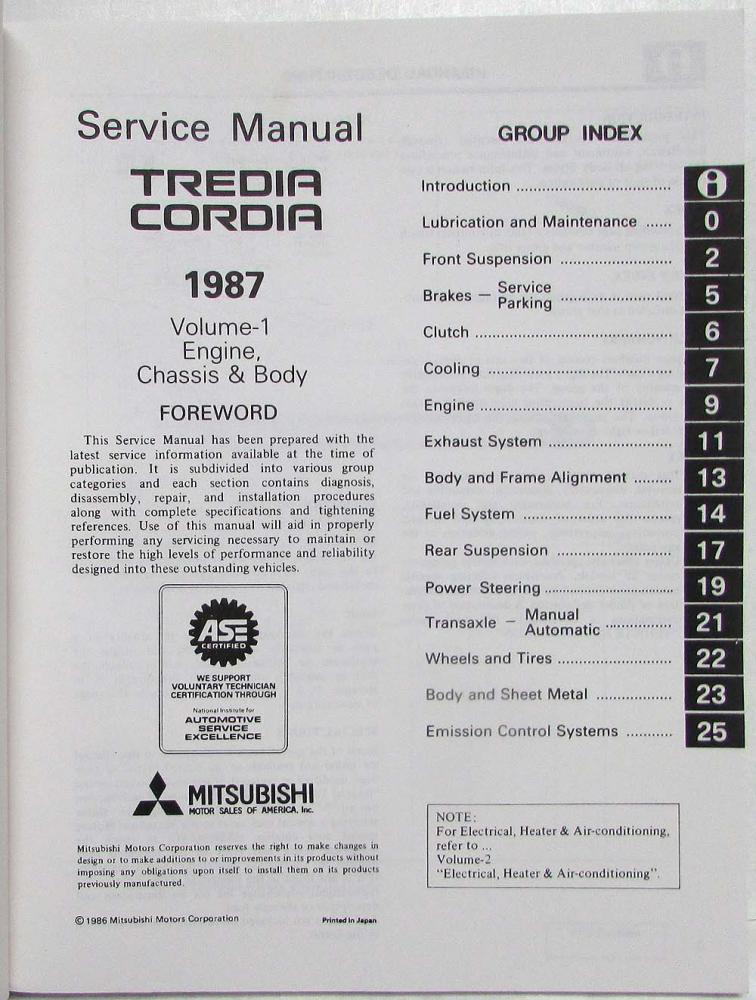 Service Manual
TREDIA
CORDIA
1987
Volume-1
Engine,
Chassis & Body
FOREWORD
This Service Manual has been prepared with the
latest service information available at the time of
publication. It is subdivided into various group
categories and each section contains diagnosis,
disassembly, repair, and installation procedures
along with complete specifications and tightening
references. Use of this manual will aid in properly
performing any servicing necessary to maintain or
restore the high levels of performance and reliability
designed into these outstanding vehicles.
ASE
CERTIFIED
WE SUPPORT
VOLUNTARY TECHNICIAN
CERTIFICATION THROUGH
National Institute for
AUTOMOTIVE
SERVICE
EXCELLENCE
MITSUBISHI
MOTOR SALES OF AMERICA, Inc.
Mitsubishi Motors Corporation reserves the right to make changes in
design or to make additions to or improvements in its products without
imposing any obligations upon itself to install them on its products
previously manufactured.
© 1986 Mitsubishi Motors Corporation Printed in Japan
GROUP INDEX
Introduction .................................. i
Lubrication and Maintenance ...... 0
Front Suspension ........................ 2
Brakes — Service
Parking ........................ 5
Clutch .......................................... 6
Cooling ........................................ 7
Engine .......................................... 9
Exhaust System .......................... 11
Body and Frame Alignment ......... 13
Fuel System ................................ 14
Rear Suspension ......................... 17
Power Steering ................................... 19
Transaxle — Manual
Automatic .............. 21
Wheels and Tires ......................... 22
Body and Sheet Metal ................ 23
Emission Control Systems .......... 25
NOTE:
For Electrical, Heater & Air-conditioning,
refer to ...
Volume-2
“Electrical, Heater & Air-conditioning”.